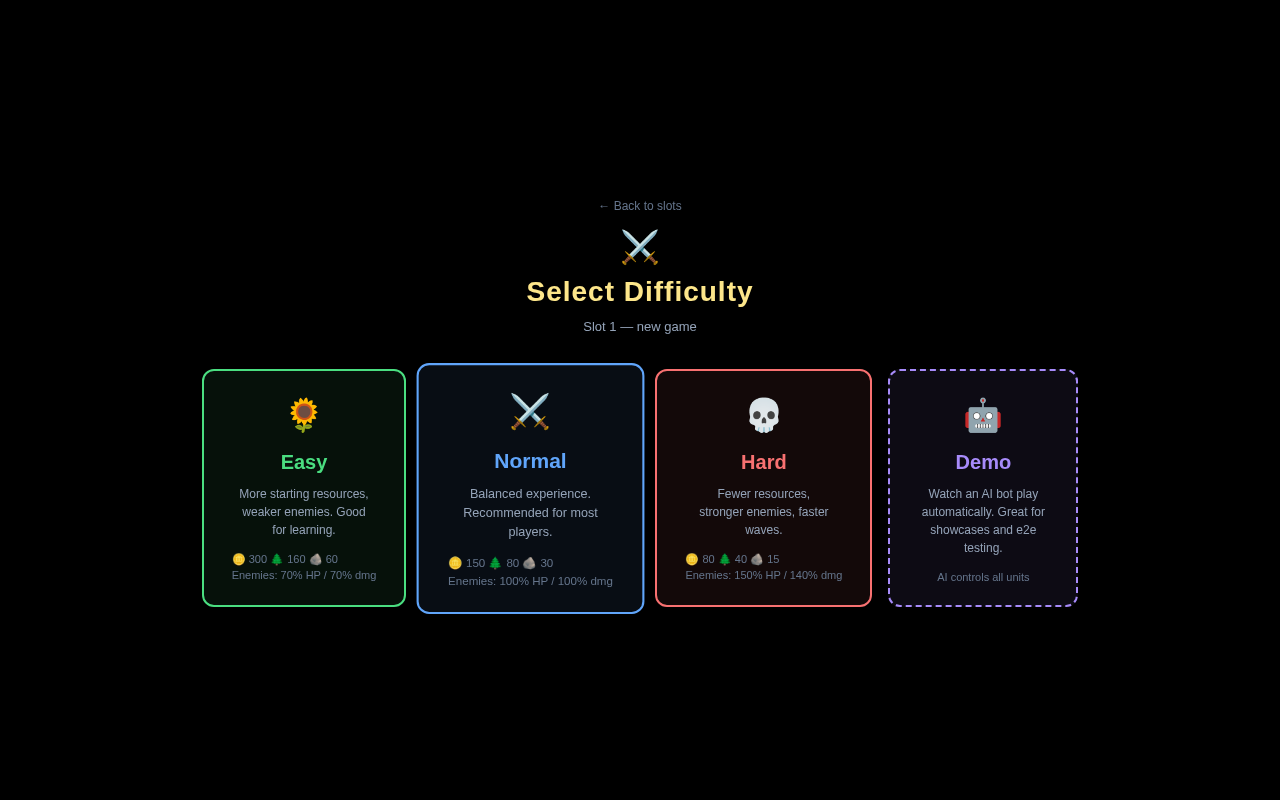 ← Back to slots
Select Difficulty
Slot 1 — new game
Easy
More starting resources,
weaker enemies. Good
for learning.
300 160 60
Enemies: 70% HP / 70% dmg
Normal
Balanced experience.
Recommended for most
players.
150 80 30
Enemies: 100% HP / 100% dmg
Hard
Fewer resources,
stronger enemies, faster
waves.
80 40 15
Enemies: 150% HP / 140% dmg
Demo
Watch an AI bot play
automatically. Great for
showcases and e2e
testing.
AI controls all units